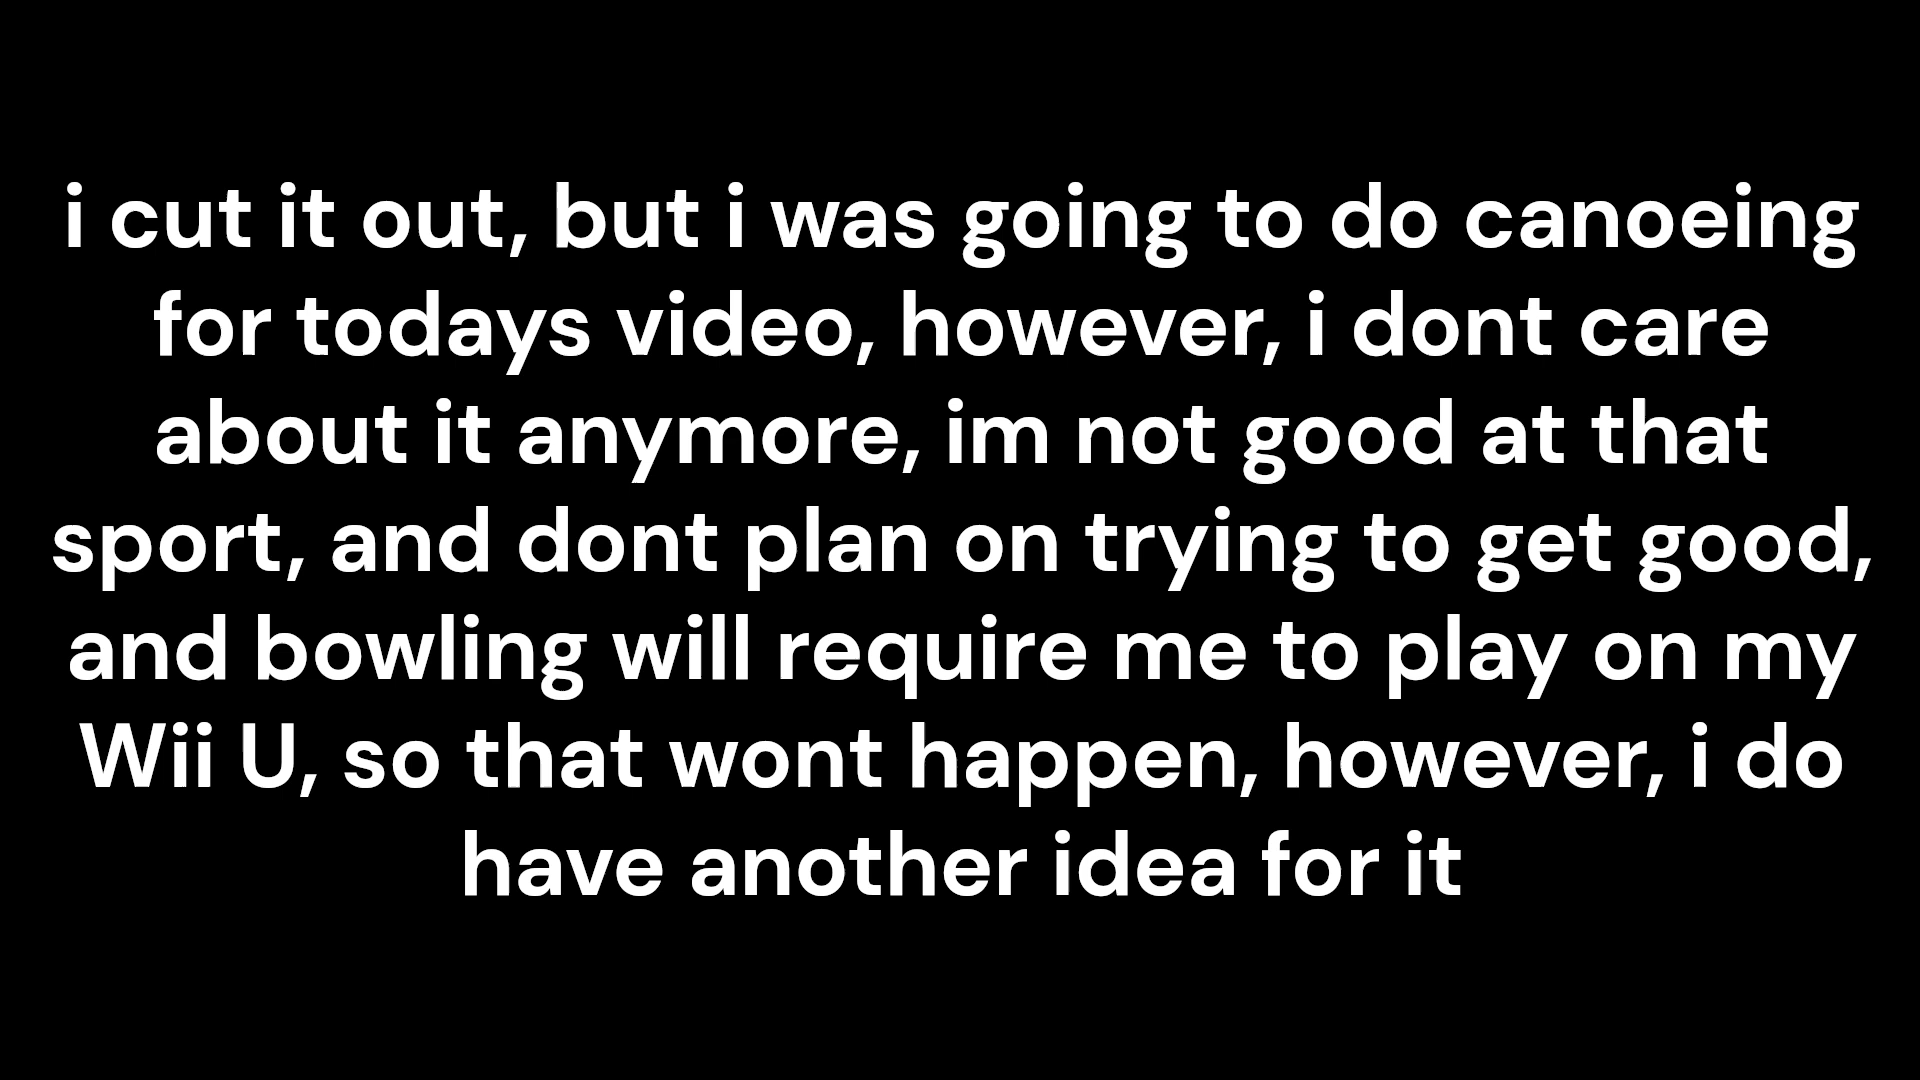 i cut it out, but i was going to do canoeing
for todays video, however, i dont care
about it anymore, im not good at that
sport, and dont plan on trying to get good,
and bowling will require me to play on my
Wii U, so that wont happen, however, i do
have another idea for it